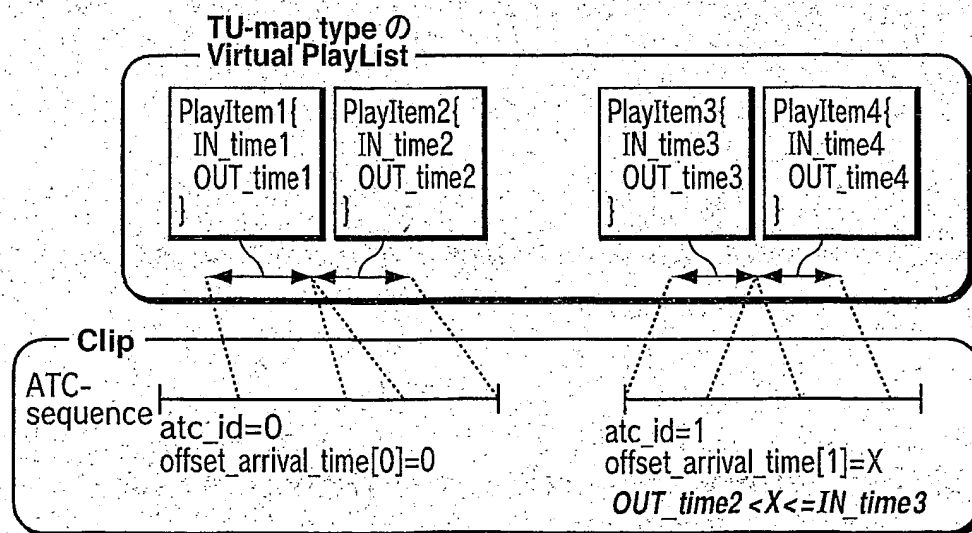 TU-map type の
Virtual PlayList
PlayItem1{
IN_time1
OUT_time1
}
PlayItem2{
IN_time2
OUT_time2
}
PlayItem3{
IN_time3
OUT_time3
}
PlayItem4{
IN_time4
OUT_time4
}
Clip
ATC-
sequence
atc_id=0
offset_arrival_time[0]=0
atc_id=1
offset_arrival_time[1]=X
OUT_time2 <X<=IN_time3